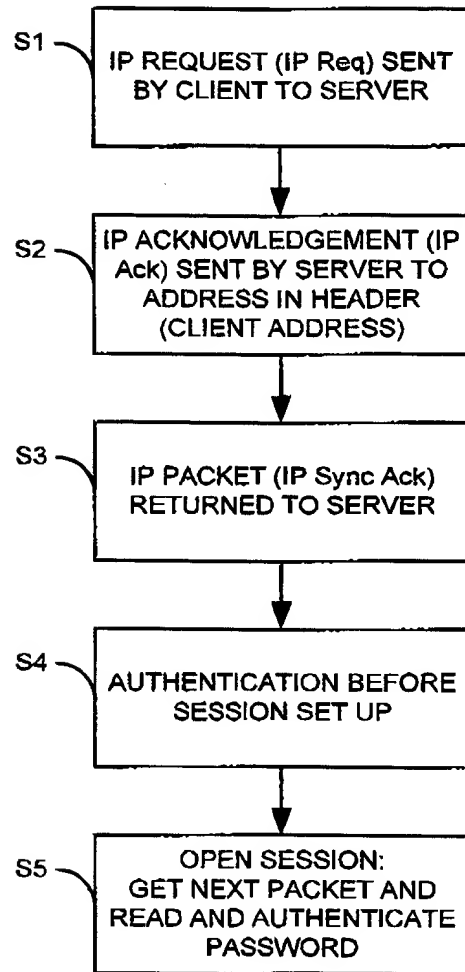 S1
IP REQUEST (IP Req) SENT
BY CLIENT TO SERVER
S2
IP ACKNOWLEDGEMENT (IP
Ack) SENT BY SERVER TO
ADDRESS IN HEADER
(CLIENT ADDRESS)
S3
IP PACKET (IP Sync Ack)
RETURNED TO SERVER
S4
AUTHENTICATION BEFORE
SESSION SET UP
S5
OPEN SESSION:
GET NEXT PACKET AND
READ AND AUTHENTICATE
PASSWORD